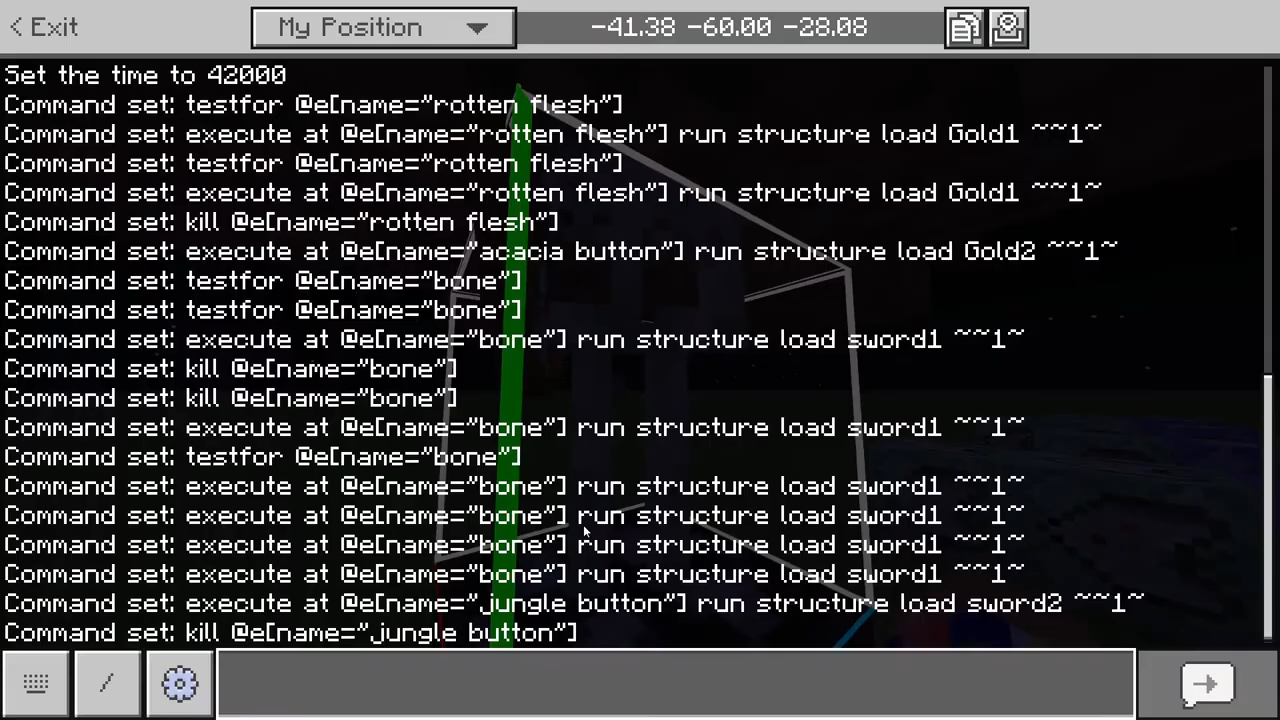 < Exit
My Position
-41.38 -60.00 -28.08
Set the time to 42000
Command set: testfor @e[name="rotten flesh"]
Command set: execute at @e[name="rotten flesh"] run structure load Gold1 ~~1~
Command set: testfor @e[name="rotten flesh"]
Command set: execute at @e[name="rotten flesh"] run structure load Gold1 ~~1~
Command set: kill @e[name="rotten flesh"]
Command set: execute at @e[name="acacia button"] run structure load Gold2 ~~1~
Command set: testfor @e[name="bone"]
Command set: testfor @e[name="bone"]
Command set: execute at @e[name="bone"] run structure load sword1 ~~1~
Command set: kill @e[name="bone"]
Command set: kill @e[name="bone"]
Command set: execute at @e[name="bone"] run structure load sword1 ~~1~
Command set: testfor @e[name="bone"]
Command set: execute at @e[name="bone"] run structure load sword1 ~~1~
Command set: execute at @e[name="bone"] run structure load sword1 ~~1~
Command set: execute at @e[name="bone"] run structure load sword1 ~~1~
Command set: execute at @e[name="bone"] run structure load sword1 ~~1~
Command set: execute at @e[name="jungle button"] run structure load sword2 ~~1~
Command set: kill @e[name="jungle button"]
/